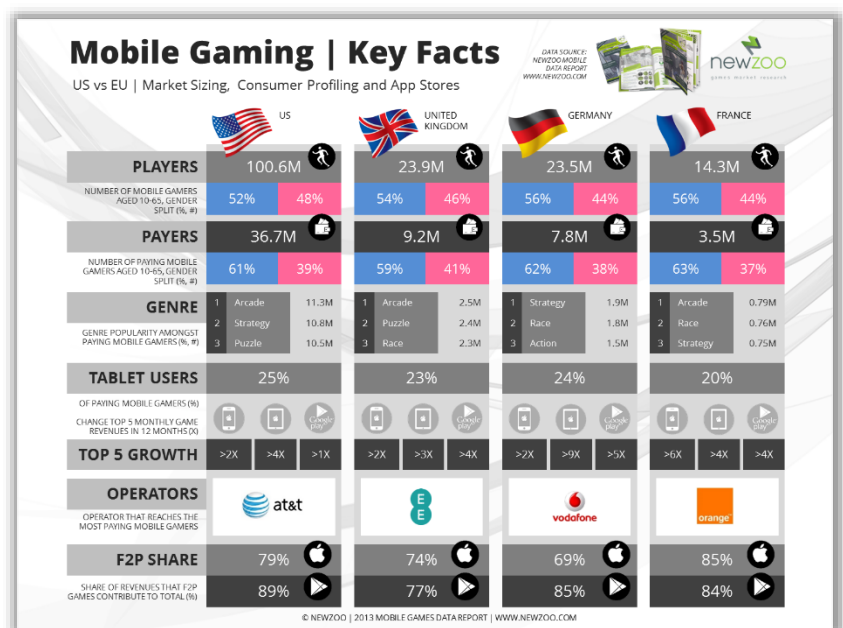 Mobile Gaming | Key Facts
US vs EU | Market Sizing, Consumer Profiling and App Stores
DATA SOURCE:
NEWZOO MOBILE
DATA REPORT
WWW.NEWZOO.COM
newzoo
games market research
US
UNITED
KINGDOM
GERMANY
FRANCE
PLAYERS 100.6M 23.9M 23.5M 14.3M
NUMBER OF MOBILE GAMERS
AGED 10-65, GENDER
SPLIT (%, #)
52% 48% 54% 46% 56% 44% 56% 44%
PAYERS 36.7M 9.2M 7.8M 3.5M
NUMBER OF PAYING MOBILE
GAMERS AGED 10-65, GENDER
SPLIT (%, #)
61% 39% 59% 41% 62% 38% 63% 37%
GENRE
GENRE POPULARITY AMONGST
PAYING MOBILE GAMERS (%, #)
1 Arcade 11.3M 1 Arcade 2.5M 1 Strategy 1.9M 1 Arcade 0.79M
2 Strategy 10.8M 2 Puzzle 2.4M 2 Race 1.8M 2 Race 0.76M
3 Puzzle 10.5M 3 Race 2.3M 3 Action 1.5M 3 Strategy 0.75M
TABLET USERS 25% 23% 24% 20%
OF PAYING MOBILE GAMERS (%)
CHANGE TOP 5 MONTHLY GAME
REVENUES IN 12 MONTHS (X)
Google play Google play Google play Google play
TOP 5 GROWTH >2X >4X >1X >2X >3X >4X >2X >9X >5X >6X >4X >4X
OPERATORS
OPERATOR THAT REACHES THE
MOST PAYING MOBILE GAMERS
at&t EE vodafone orange
F2P SHARE 79% 74% 69% 85%
SHARE OF REVENUES THAT F2P
GAMES CONTRIBUTE TO TOTAL (%)
89% 77% 85% 84%
© NEWZOO | 2013 MOBILE GAMES DATA REPORT | WWW.NEWZOO.COM